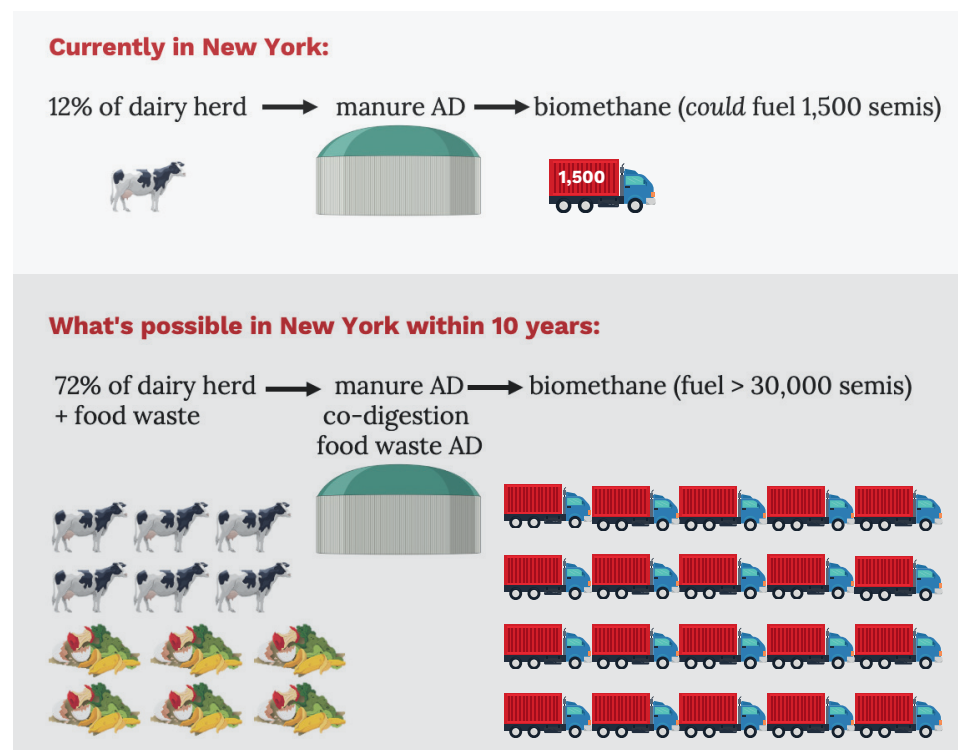 Currently in New York:
12% of dairy herd manure AD biomethane (could fuel 1,500 semis)
1,500
What's possible in New York within 10 years:
72% of dairy herd manure AD biomethane (fuel > 30,000 semis)
+ food waste co-digestion
food waste AD